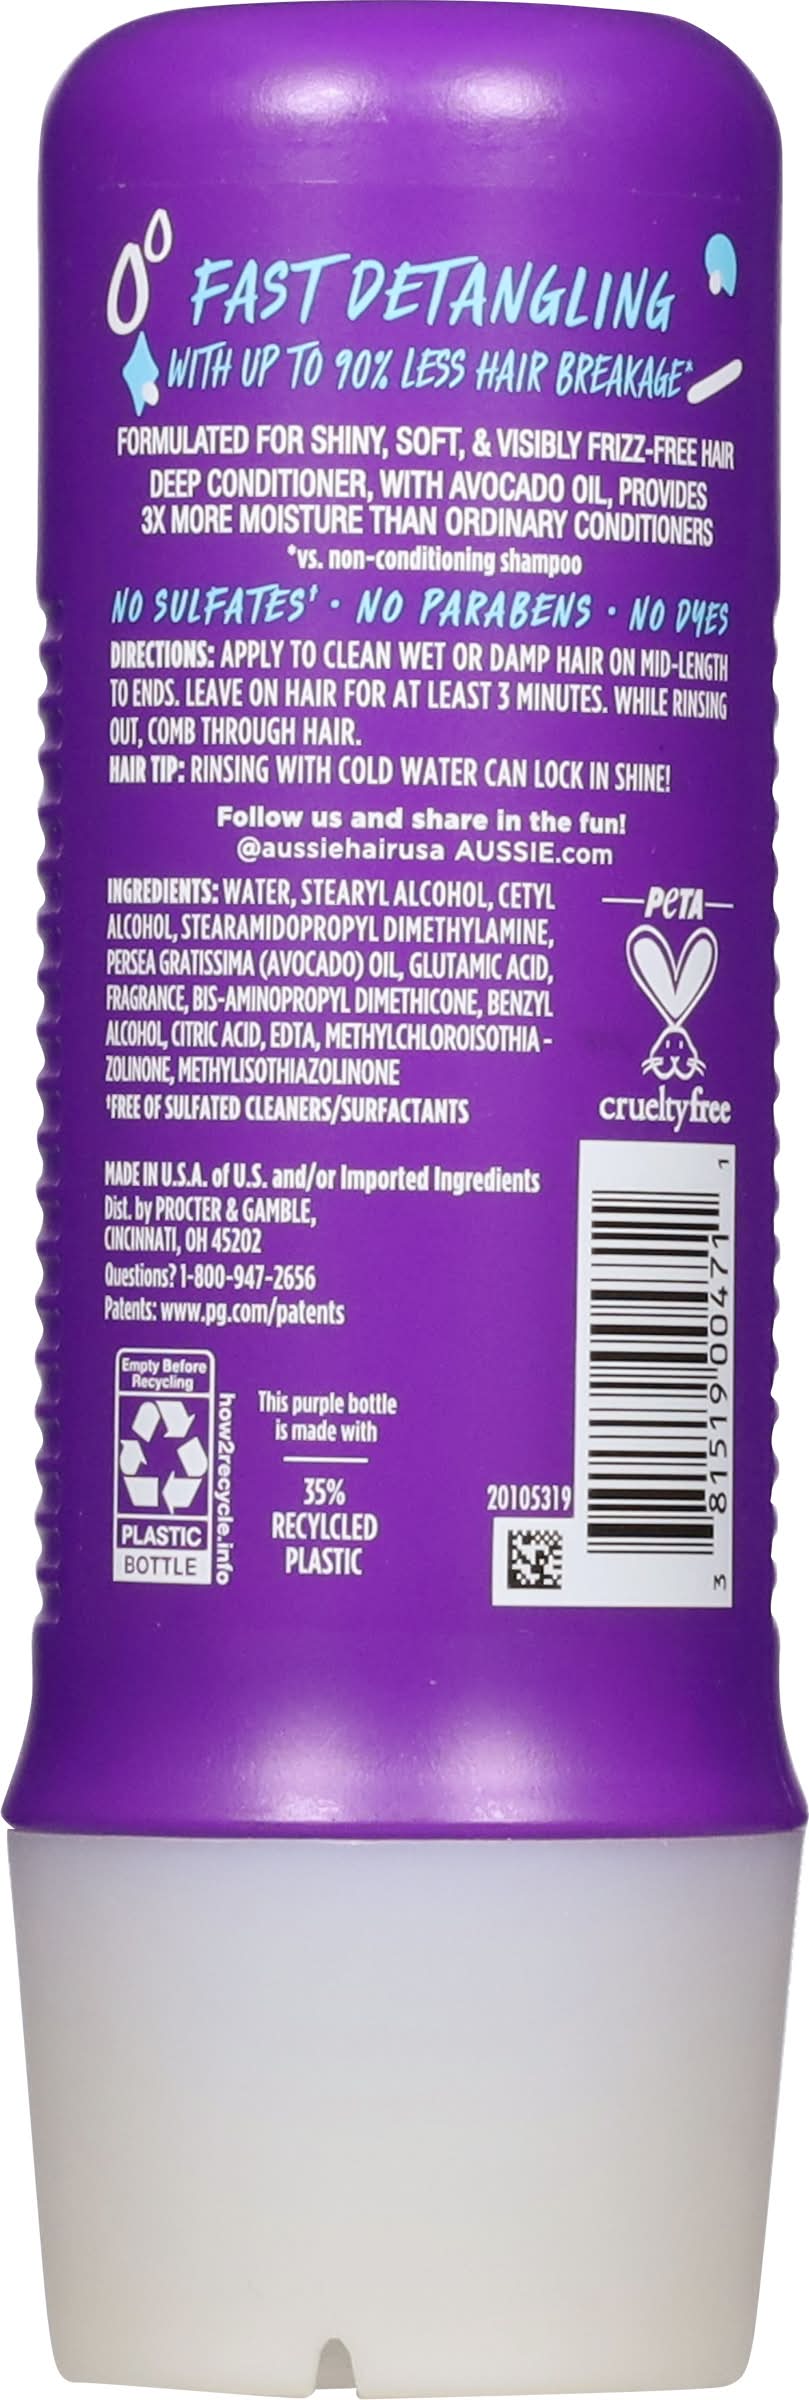 FAST DETANGLING
WITH UP TO 90% LESS HAIR BREAKAGE*
FORMULATED FOR SHINY, SOFT, & VISIBLY FRIZZ-FREE HAIR
DEEP CONDITIONER, WITH AVOCADO OIL, PROVIDES
3X MORE MOISTURE THAN ORDINARY CONDITIONERS
*vs. non-conditioning shampoo
NO SULFATES† • NO PARABENS • NO DYES
DIRECTIONS: APPLY TO CLEAN WET OR DAMP HAIR ON MID-LENGTH
TO ENDS. LEAVE ON HAIR FOR AT LEAST 3 MINUTES. WHILE RINSING
OUT, COMB THROUGH HAIR.
HAIR TIP: RINSING WITH COLD WATER CAN LOCK IN SHINE!
Follow us and share in the fun!
@aussiehairusa AUSSIE.com
INGREDIENTS: WATER, STEARYL ALCOHOL, CETYL
ALCOHOL, STEARAMIDOPROPYL DIMETHYLAMINE,
PERSEA GRATISSIMA (AVOCADO) OIL, GLUTAMIC ACID,
FRAGRANCE, BIS-AMINOPROPYL DIMETHICONE, BENZYL
ALCOHOL, CITRIC ACID, EDTA, METHYLCHLOROISOTHIA-
ZOLINONE, METHYLISOTHIAZOLINONE
†FREE OF SULFATED CLEANERS/SURFACTANTS
PETA
crueltyfree
MADE IN U.S.A. of U.S. and/or Imported Ingredients
Dist. by PROCTER & GAMBLE,
CINCINNATI, OH 45202
Questions? 1-800-947-2656
Patents: www.pg.com/patents
Empty Before
Recycling
PLASTIC
BOTTLE
how2recycle.info
This purple bottle
is made with
35%
RECYLCLED
PLASTIC
20105319
3 81519 00471 1